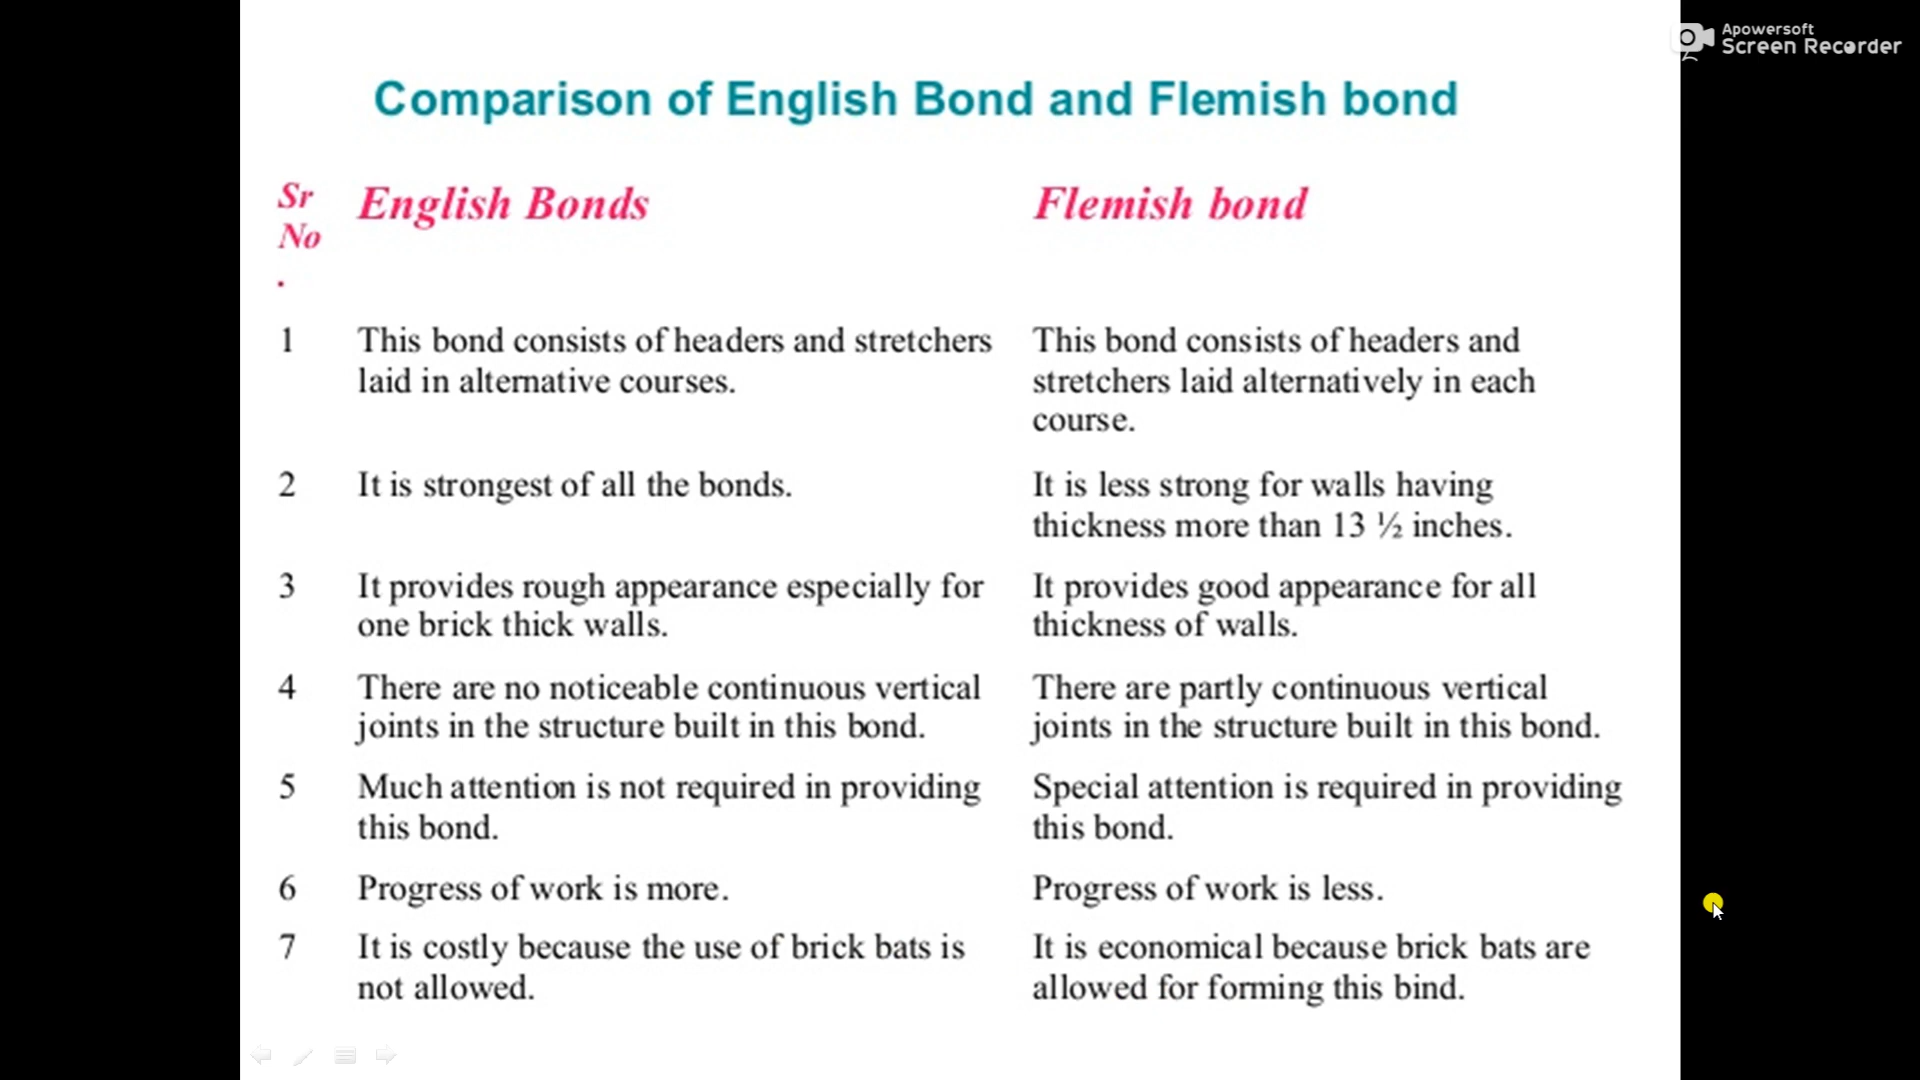 Apowersoft
Screen Recorder
Comparison of English Bond and Flemish bond
Sr
No
.
English Bonds
Flemish bond
1
This bond consists of headers and stretchers
laid in alternative courses.
This bond consists of headers and
stretchers laid alternatively in each
course.
2
It is strongest of all the bonds.
It is less strong for walls having
thickness more than 13 ½ inches.
3
It provides rough appearance especially for
one brick thick walls.
It provides good appearance for all
thickness of walls.
4
There are no noticeable continuous vertical
joints in the structure built in this bond.
There are partly continuous vertical
joints in the structure built in this bond.
5
Much attention is not required in providing
this bond.
Special attention is required in providing
this bond.
6
Progress of work is more.
Progress of work is less.
7
It is costly because the use of brick bats is
not allowed.
It is economical because brick bats are
allowed for forming this bind.